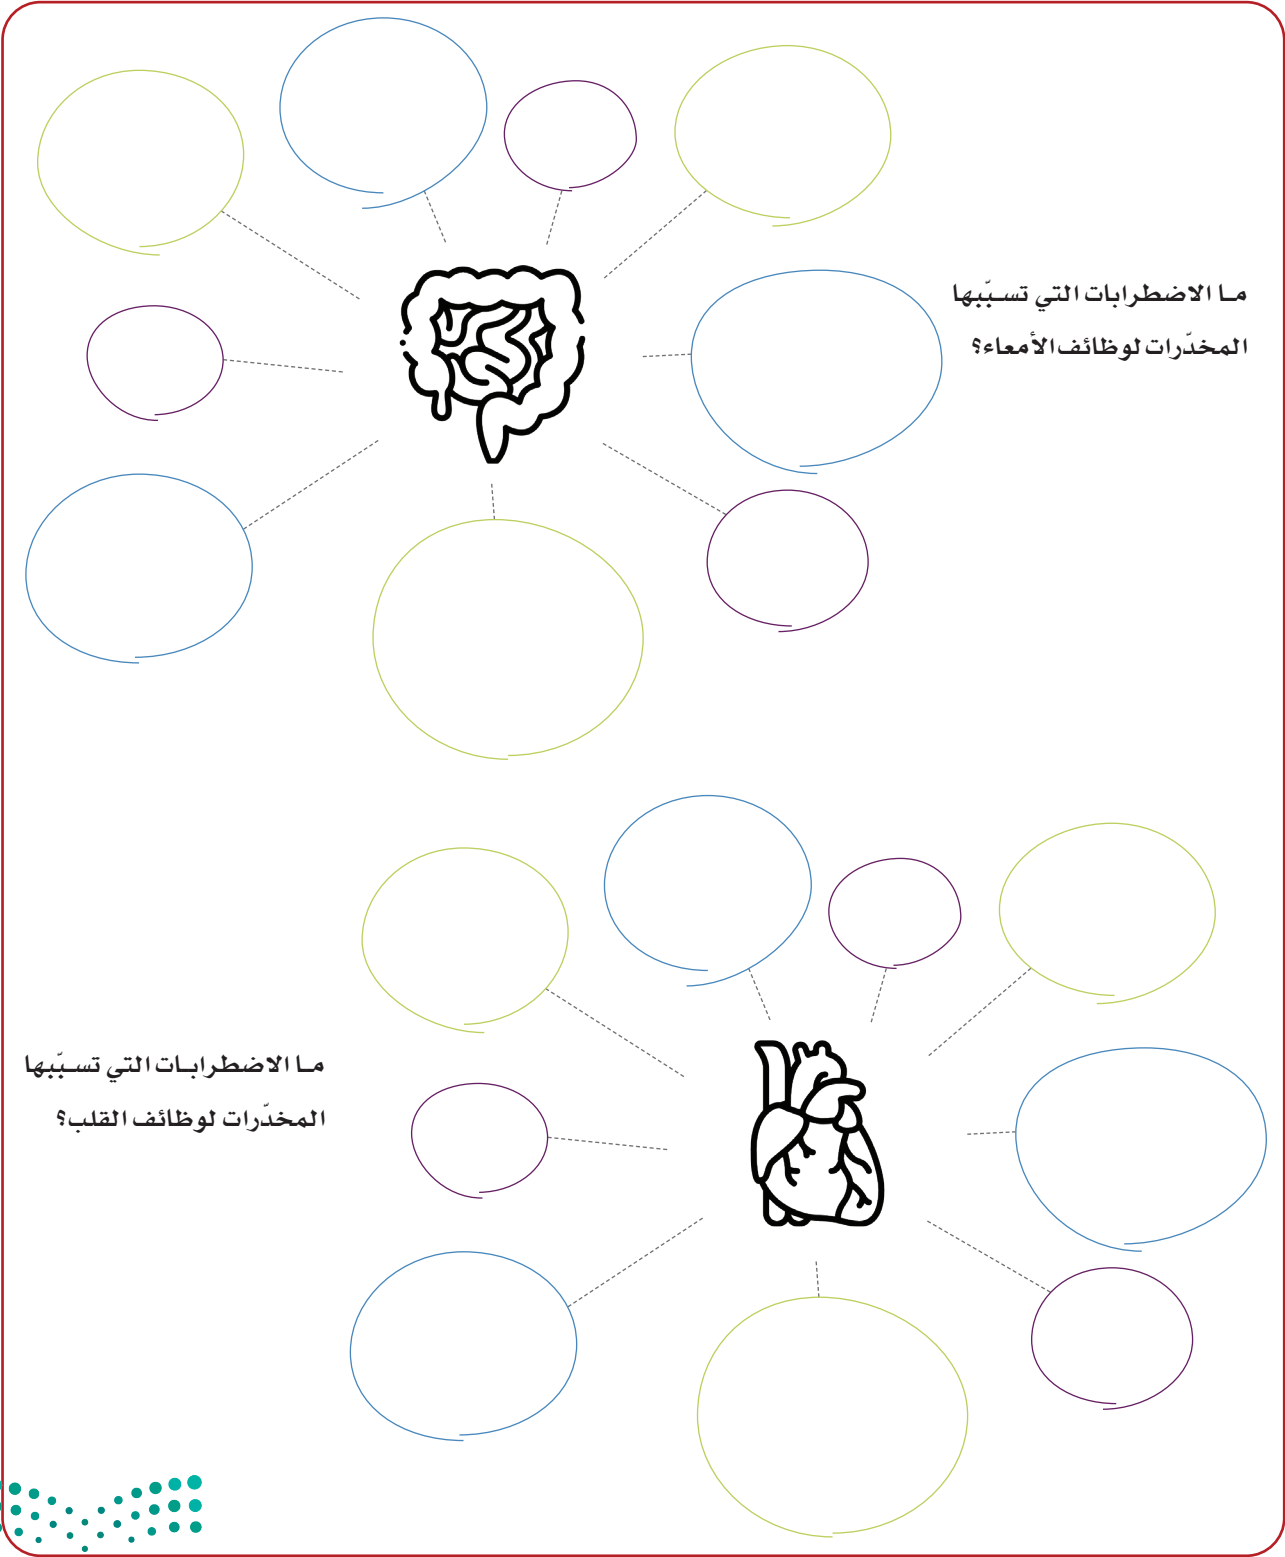 مـا الاضطرابات التي تسـبّبها
المخدّرات لوظائف الأمعاء؟
مـا الاضطرابـات التي تسـبّبها
المخدّرات لوظائف القلب؟